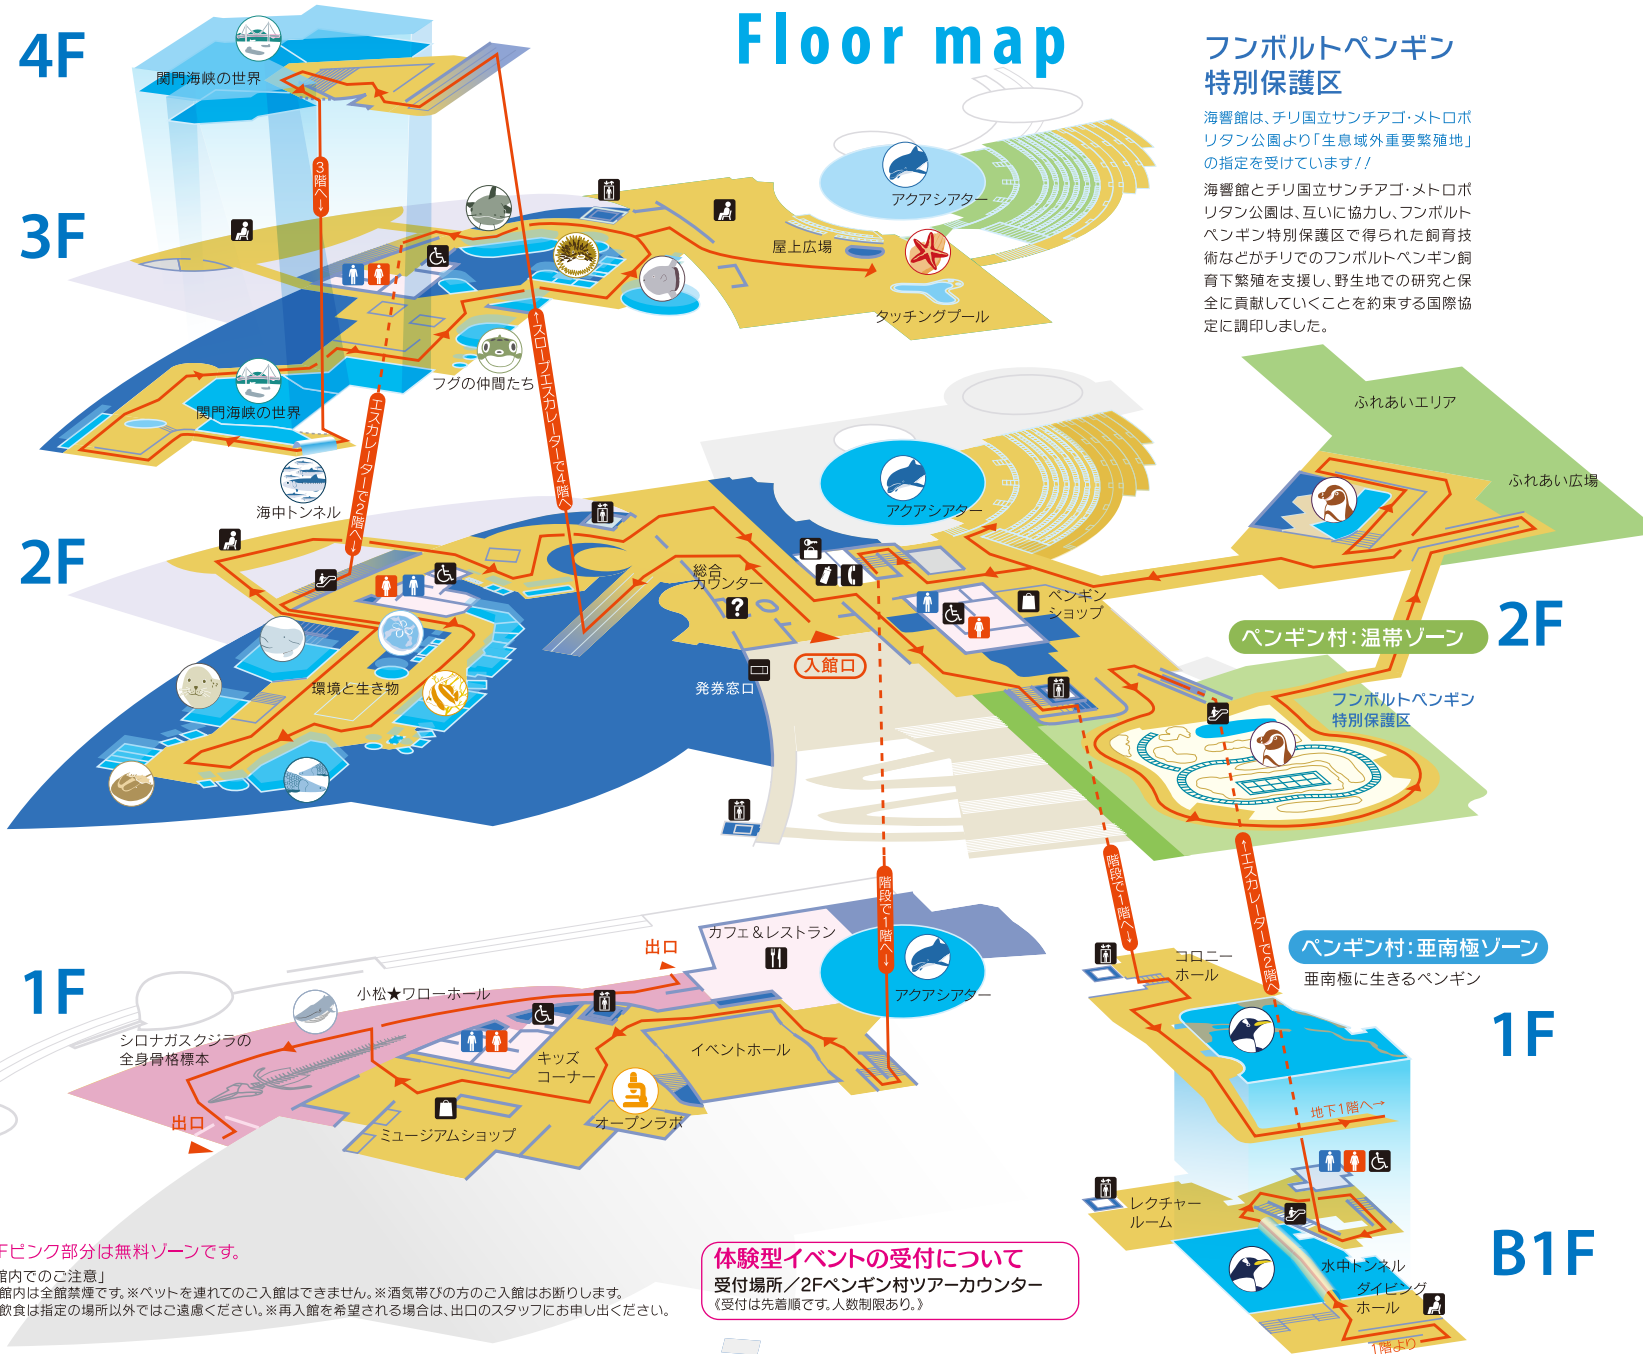 Floor map
4F
関門海峡の世界
3階へ↓
3F
アクアシアター
屋上広場
タッチングプール
フグの仲間たち
関門海峡の世界
海中トンネル
エスカレーターで2階へ↓
↑スロープエスカレーターで4階へ
フンボルトペンギン
特別保護区
海響館は、チリ国立サンチアゴ・メトロポ
リタン公園より「生息域外重要繁殖地」
の指定を受けています!!
海響館とチリ国立サンチアゴ・メトロポ
リタン公園は、互いに協力し、フンボルト
ペンギン特別保護区で得られた飼育技
術などがチリでのフンボルトペンギン飼
育下繁殖を支援し、野生地での研究と保
全に貢献していくことを約束する国際協
定に調印しました。
2F
アクアシアター
総合
カウンター
?
ペンギン
ショップ
入館口
発券窓口
環境と生き物
ふれあいエリア
ふれあい広場
ペンギン村:温帯ゾーン
2F
フンボルトペンギン
特別保護区
階段で1階へ↓
階段で1階へ↓
↑エスカレーターで2階へ
1F
出口
カフェ&レストラン
アクアシアター
小松★ワローホール
シロナガスクジラの
全身骨格標本
キッズ
コーナー
イベントホール
オープンラボ
ミュージアムショップ
出口
ペンギン村:亜南極ゾーン
亜南極に生きるペンギン
コロニー
ホール
1F
地下1階へ→
レクチャー
ルーム
B1F
水中トンネル
ダイビング
ホール
1階より
Fピンク部分は無料ゾーンです。
館内でのご注意」
館内は全館禁煙です。※ペットを連れてのご入館はできません。※酒気帯びの方のご入館はお断りします。
飲食は指定の場所以外ではご遠慮ください。※再入館を希望される場合は、出口のスタッフにお申し出ください。
体験型イベントの受付について
受付場所/2Fペンギン村ツアーカウンター
《受付は先着順です。人数制限あり。》